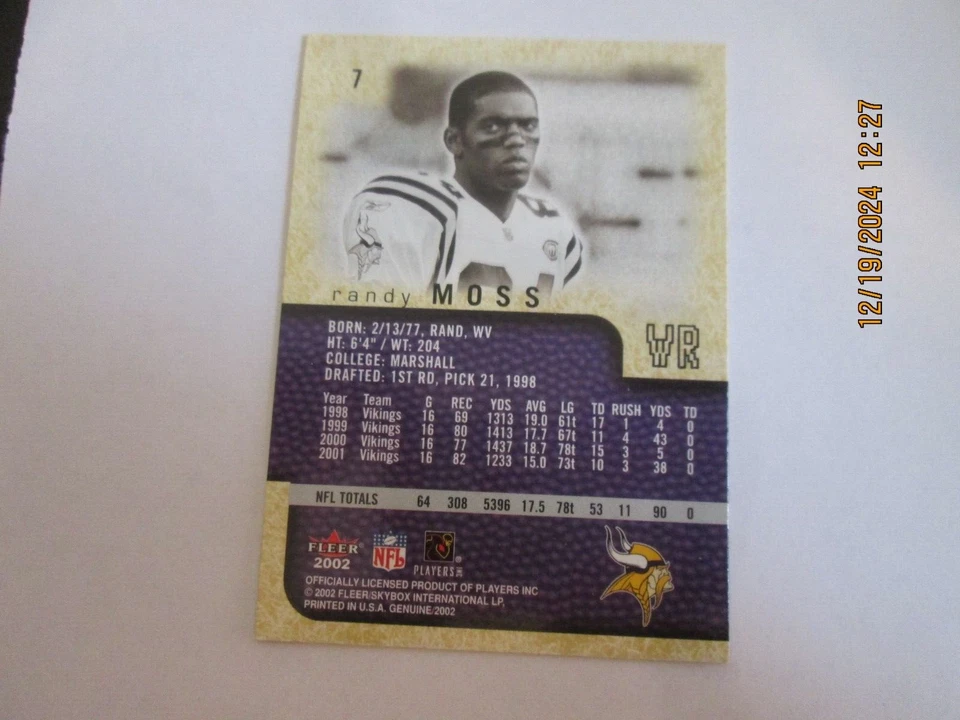 7
randy MOSS
WR
BORN: 2/13/77, RAND, WV
HT: 6'4" / WT: 204
COLLEGE: MARSHALL
DRAFTED: 1ST RD, PICK 21, 1998
Year Team G REC YDS AVG LG TD RUSH YDS TD
1998 Vikings 16 69 1313 19.0 61t 17 1 4 0
1999 Vikings 16 80 1413 17.7 67t 11 4 43 0
2000 Vikings 16 77 1437 18.7 78t 15 3 5 0
2001 Vikings 16 82 1233 15.0 73t 10 3 38 0
NFL TOTALS 64 308 5396 17.5 78t 53 11 90 0
FLEER
2002
NFL
PLAYERS INC
OFFICIALLY LICENSED PRODUCT OF PLAYERS INC
© 2002 FLEER/SKYBOX INTERNATIONAL LP,
PRINTED IN U.S.A. GENUINE/2002
12/19/2024 12:27